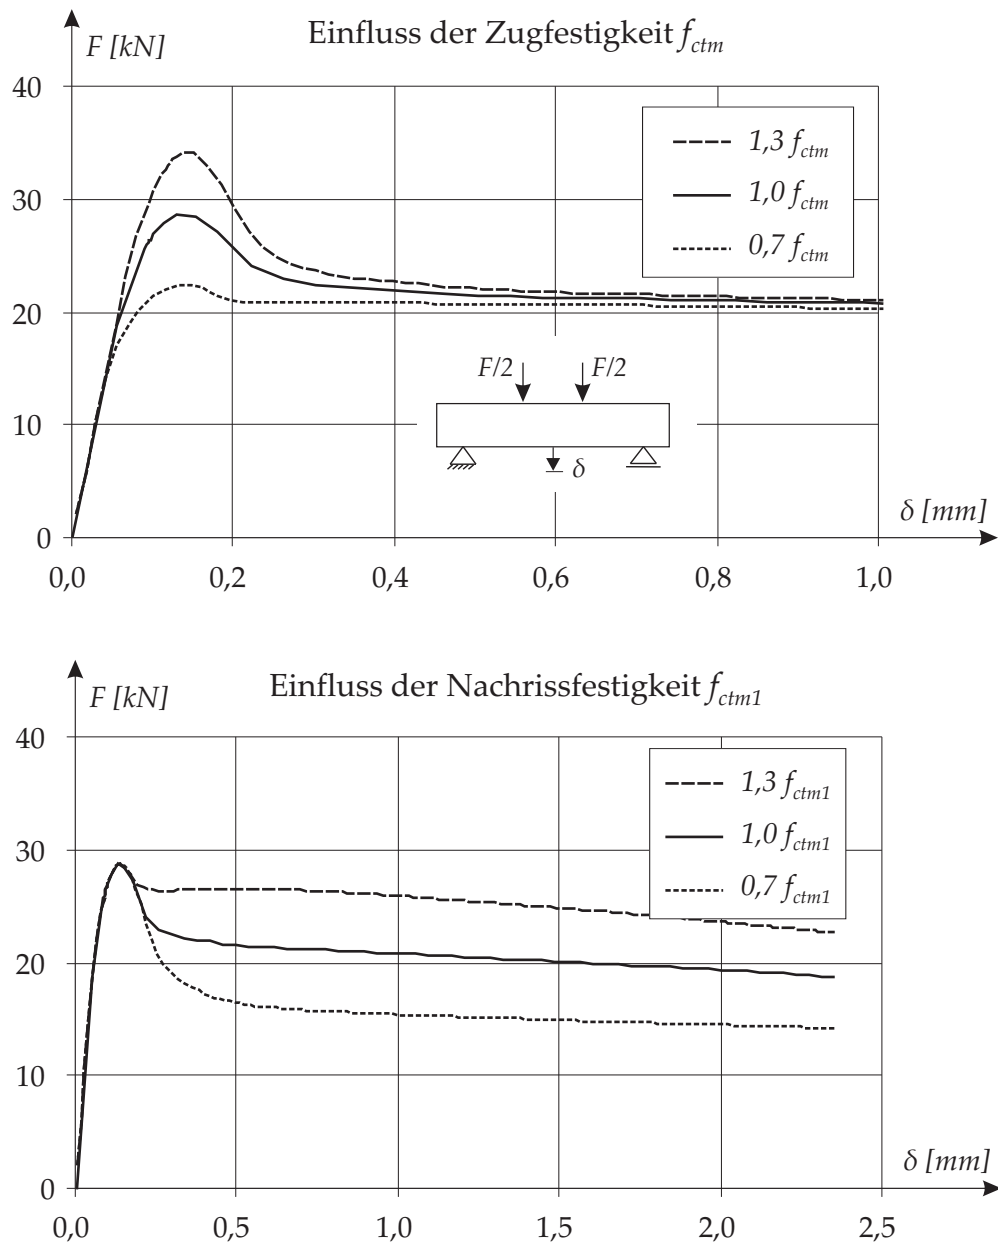 Einfluss der Zugfestigkeit f_ctm
F [kN]
40
1,3 f_ctm
30
1,0 f_ctm
0,7 f_ctm
20
F/2 F/2
10
δ
δ [mm]
0
0,0 0,2 0,4 0,6 0,8 1,0
Einfluss der Nachrissfestigkeit f_ctm1
F [kN]
40
1,3 f_ctm1
1,0 f_ctm1
30
0,7 f_ctm1
20
10
δ [mm]
0
0,0 0,5 1,0 1,5 2,0 2,5